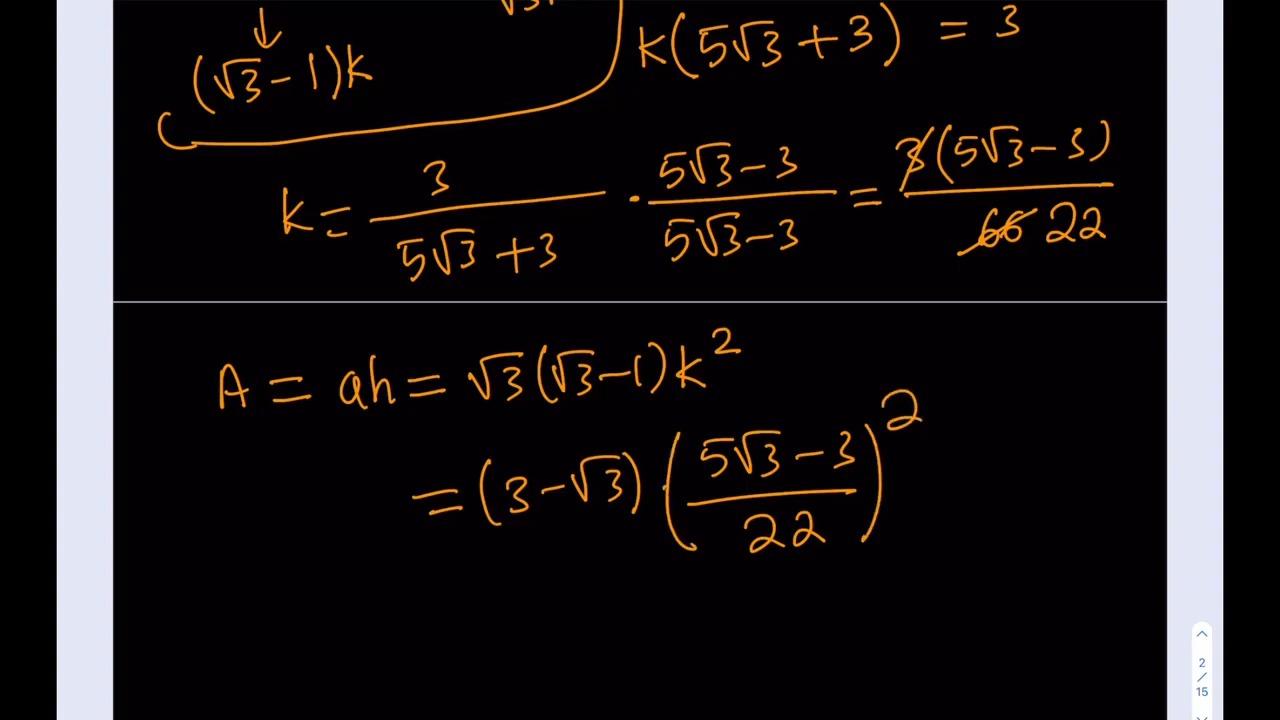 k(5√3 + 3) = 3
(√3 − 1)k
k = 3 / (5√3 + 3) · (5√3 − 3) / (5√3 − 3) = 3(5√3 − 3) / 66 22
A = ah = √3(√3−1)k²
= (3−√3) ((5√3 − 3) / 22)²
2
/
15